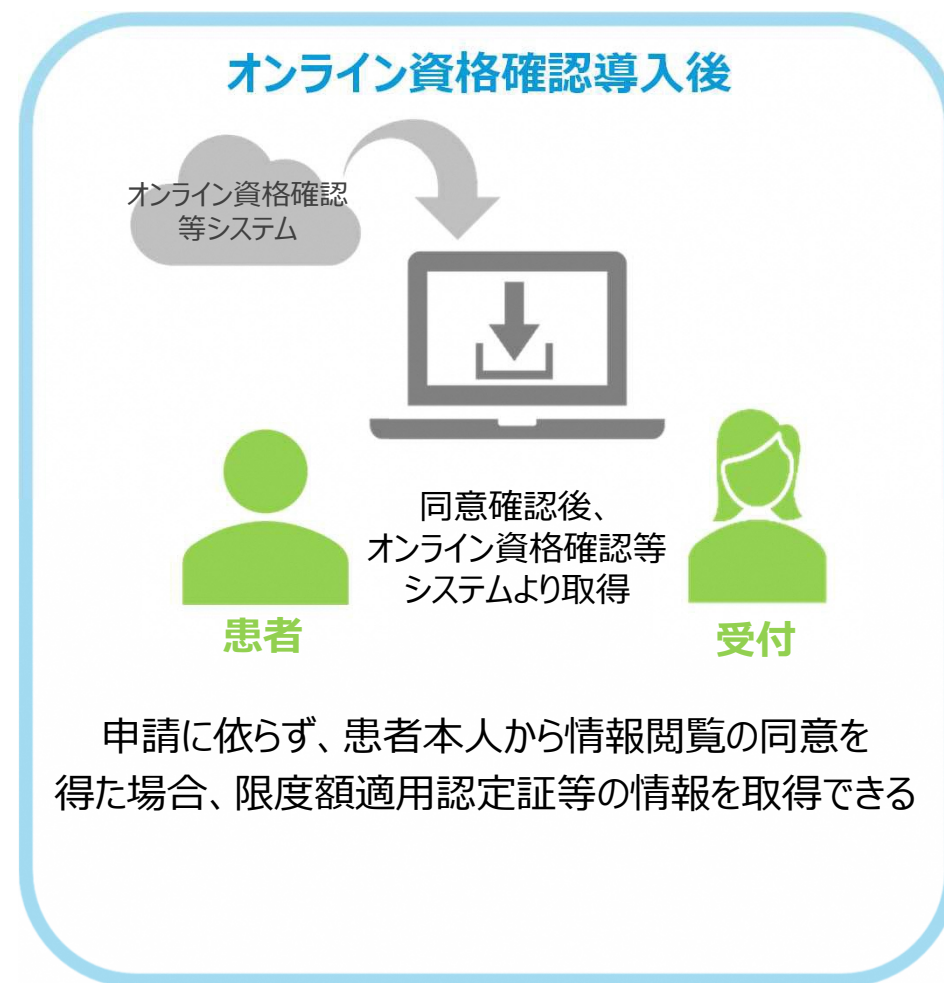 オンライン資格確認導入後
オンライン資格確認
等システム
同意確認後、
オンライン資格確認等
システムより取得
患者
受付
申請に依らず、患者本人から情報閲覧の同意を
得た場合、限度額適用認定証等の情報を取得できる